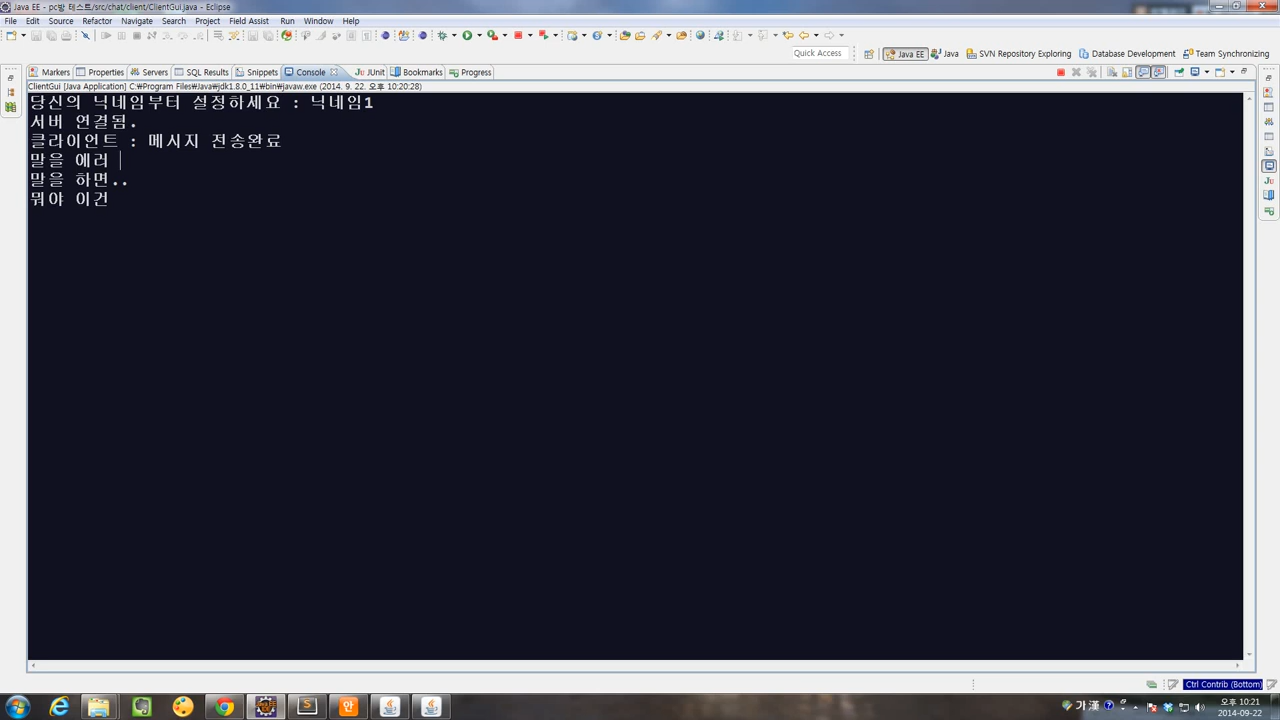 Java EE - pc방 테스트/src/chat/client/ClientGui.java - Eclipse
File Edit Source Refactor Navigate Search Project Field Assist Run Window Help
Quick Access Java EE Java SVN Repository Exploring Database Development Team Synchronizing
Markers Properties Servers SQL Results Snippets Console JUnit Bookmarks Progress
ClientGui [Java Application] C:₩Program Files₩Java₩jdk1.8.0_11₩bin₩javaw.exe (2014. 9. 22. 오후 10:20:28)
당신의 닉네임부터 설정하세요 : 닉네임1
서버 연결됨.
클라이언트 : 메시지 전송완료
말을 에러
말을 하면..
뭐야 이건
Ctrl Contrib (Bottom)
가 漢
오후 10:21
2014-09-22